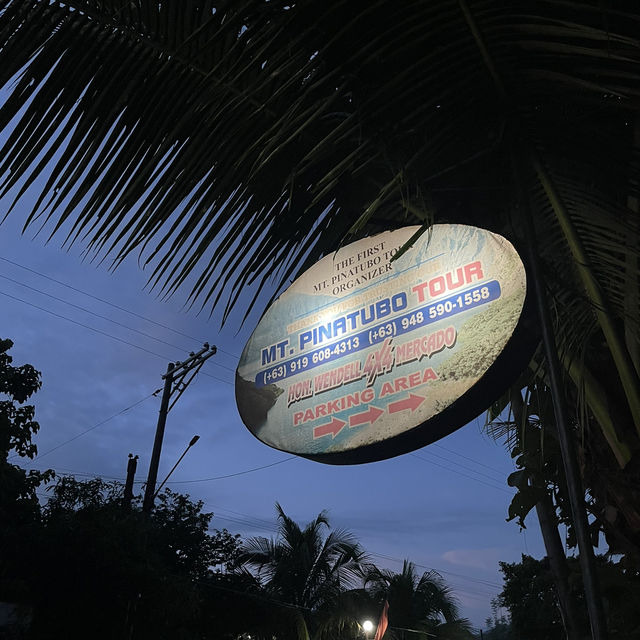 THE FIRST
MT. PINATUBO TOUR
ORGANIZER
MT. PINATUBO TOUR
(+63) 919 608-4313 (+63) 948 590-1558
HON. WENDELL 4x4 MERCADO
PARKING AREA